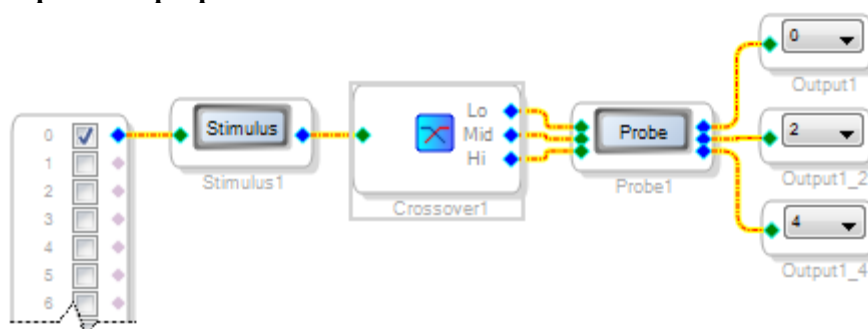 0
1
2
3
4
5
6
Stimulus
Stimulus1
Lo
Mid
Hi
Crossover1
Probe
Probe1
0
Output1
2
Output1_2
4
Output1_4